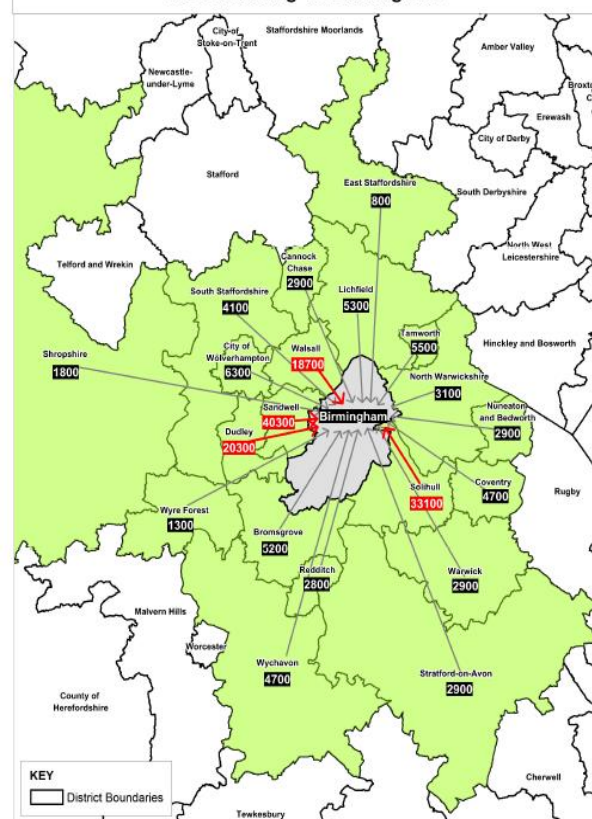 City of
Stoke-on-Trent
Staffordshire Moorlands
Amber Valley
Newcastle-
under-Lyme
Erewash
City of Derby
Stafford
East Staffordshire
800
South Derbyshire
North West
Leicestershire
Telford and Wrekin
Cannock
Chase
2900
South Staffordshire
4100
Lichfield
5300
Tamworth
5500
Hinckley and Bosworth
Shropshire
1800
City of
Wolverhampton
6300
Walsall
18700
North Warwickshire
3100
Nuneaton
and Bedworth
2900
Sandwell
40300
Birmingham
Dudley
20300
Solihull
33100
Coventry
4700
Rugby
Wyre Forest
1300
Bromsgrove
5200
Redditch
2800
Warwick
2900
Malvern Hills
Worcester
Wychavon
4700
Stratford-on-Avon
2900
County of
Herefordshire
Cherwell
KEY
District Boundaries
Tewkesbury